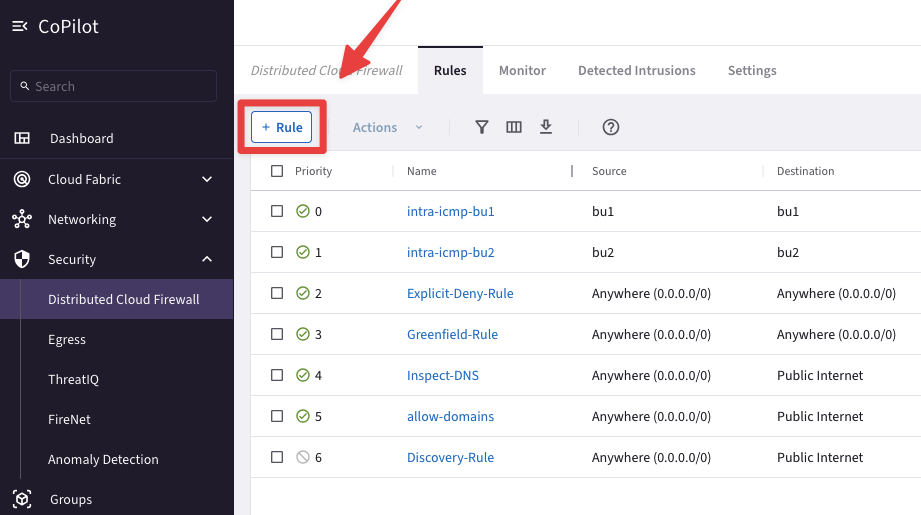 CoPilot
Search
Dashboard
Cloud Fabric
Networking
Security
Distributed Cloud Firewall
Egress
ThreatIQ
FireNet
Anomaly Detection
Groups
Distributed Cloud Firewall Rules Monitor Detected Intrusions Settings
+ Rule Actions
Priority Name Source Destination
0 intra-icmp-bu1 bu1 bu1
1 intra-icmp-bu2 bu2 bu2
2 Explicit-Deny-Rule Anywhere (0.0.0.0/0) Anywhere (0.0.0.0/0)
3 Greenfield-Rule Anywhere (0.0.0.0/0) Anywhere (0.0.0.0/0)
4 Inspect-DNS Anywhere (0.0.0.0/0) Public Internet
5 allow-domains Anywhere (0.0.0.0/0) Public Internet
6 Discovery-Rule Anywhere (0.0.0.0/0) Public Internet